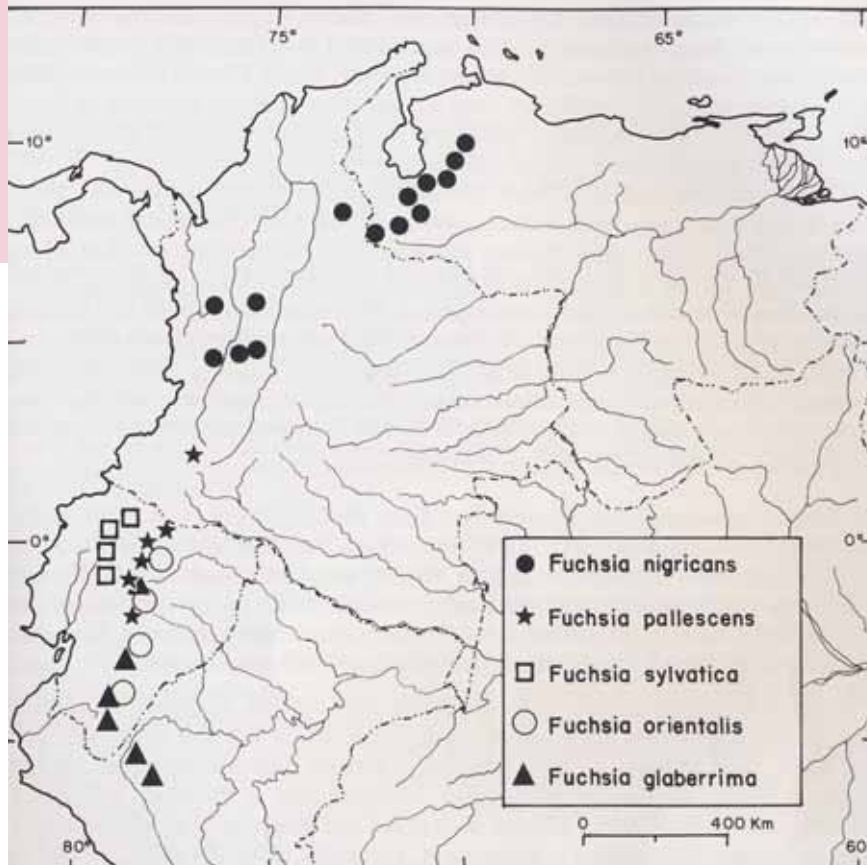 75° 65°
10° 10°
0° 0°
Fuchsia nigricans
Fuchsia pallescens
Fuchsia sylvatica
Fuchsia orientalis
Fuchsia glaberrima
0 400 Km
80° 60